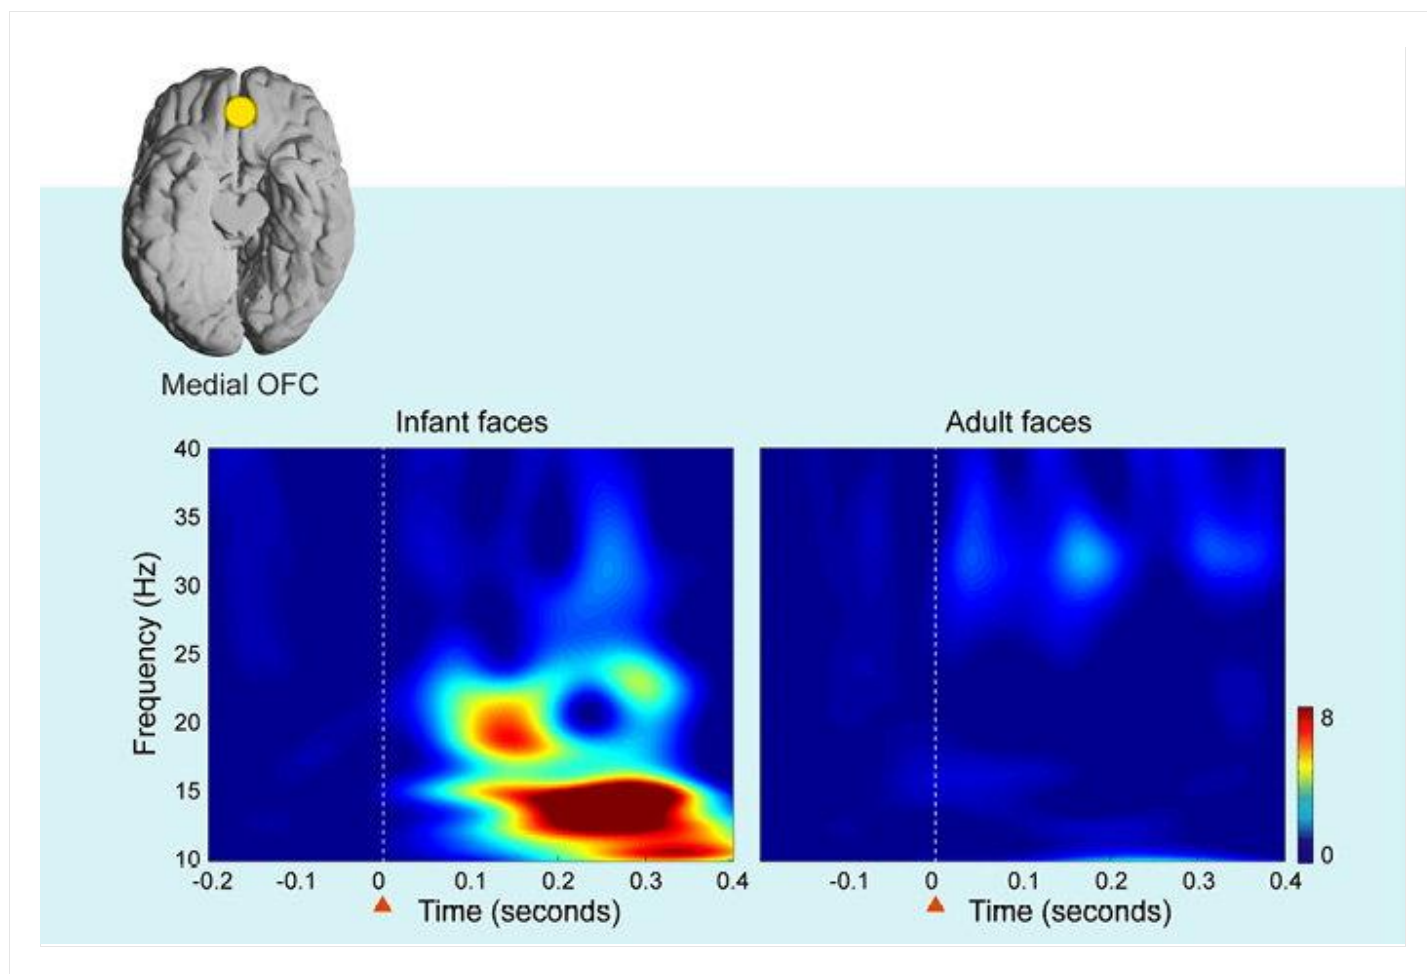 Medial OFC
Infant faces
Adult faces
Frequency (Hz)
40
35
30
25
20
15
10
-0.2 -0.1 0 0.1 0.2 0.3 0.4
Time (seconds)
-0.1 0 0.1 0.2 0.3 0.4
Time (seconds)
8
0